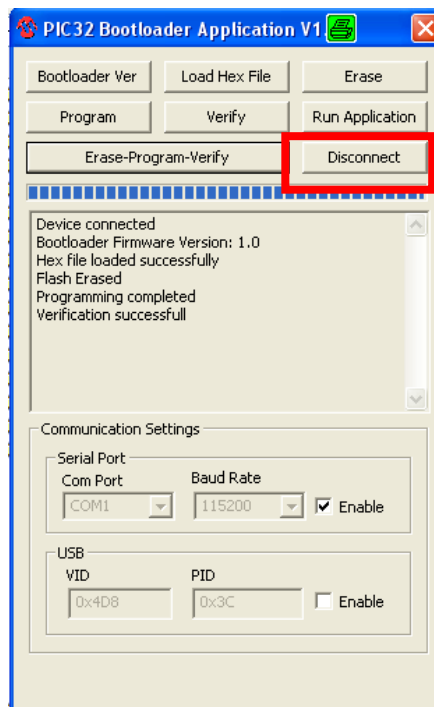 PIC32 Bootloader Application V1.
Bootloader Ver Load Hex File Erase
Program Verify Run Application
Erase-Program-Verify Disconnect
Device connected
Bootloader Firmware Version: 1.0
Hex file loaded successfully
Flash Erased
Programming completed
Verification successfull
Communication Settings
Serial Port
Com Port Baud Rate
COM1 115200 Enable
USB
VID PID
0x4D8 0x3C Enable